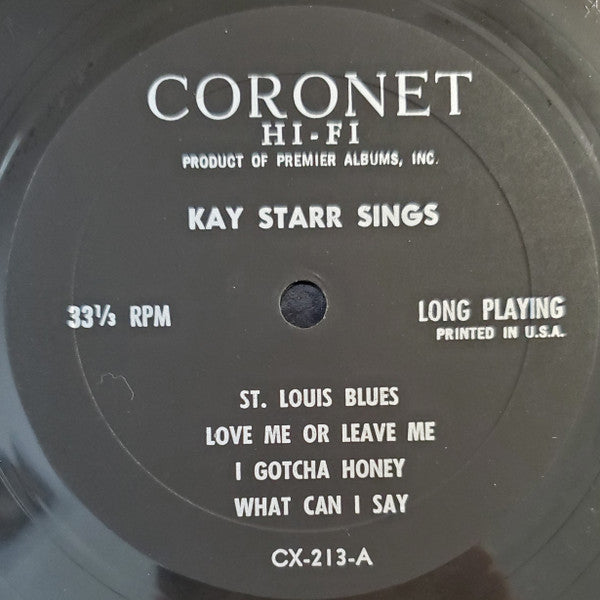 CORONET
HI-FI
PRODUCT OF PREMIER ALBUMS, INC.
KAY STARR SINGS
33⅓ RPM
LONG PLAYING
PRINTED IN U.S.A.
ST. LOUIS BLUES
LOVE ME OR LEAVE ME
I GOTCHA HONEY
WHAT CAN I SAY
CX-213-A